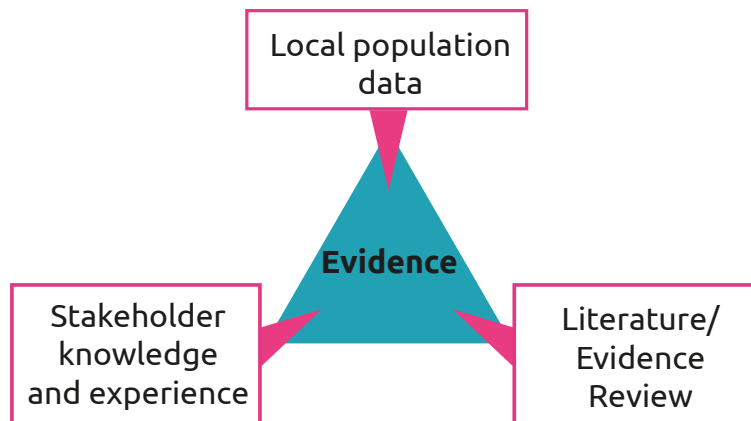 Local population
data
Evidence
Stakeholder
knowledge
and experience
Literature/
Evidence
Review